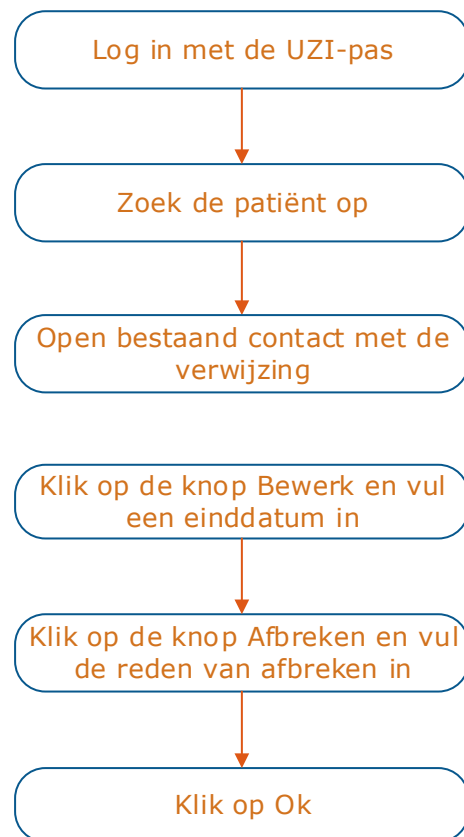 Log in met de UZI-pas
Zoek de patiënt op
Open bestaand contact met de
verwijzing
Klik op de knop Bewerk en vul
een einddatum in
Klik op de knop Afbreken en vul
de reden van afbreken in
Klik op Ok